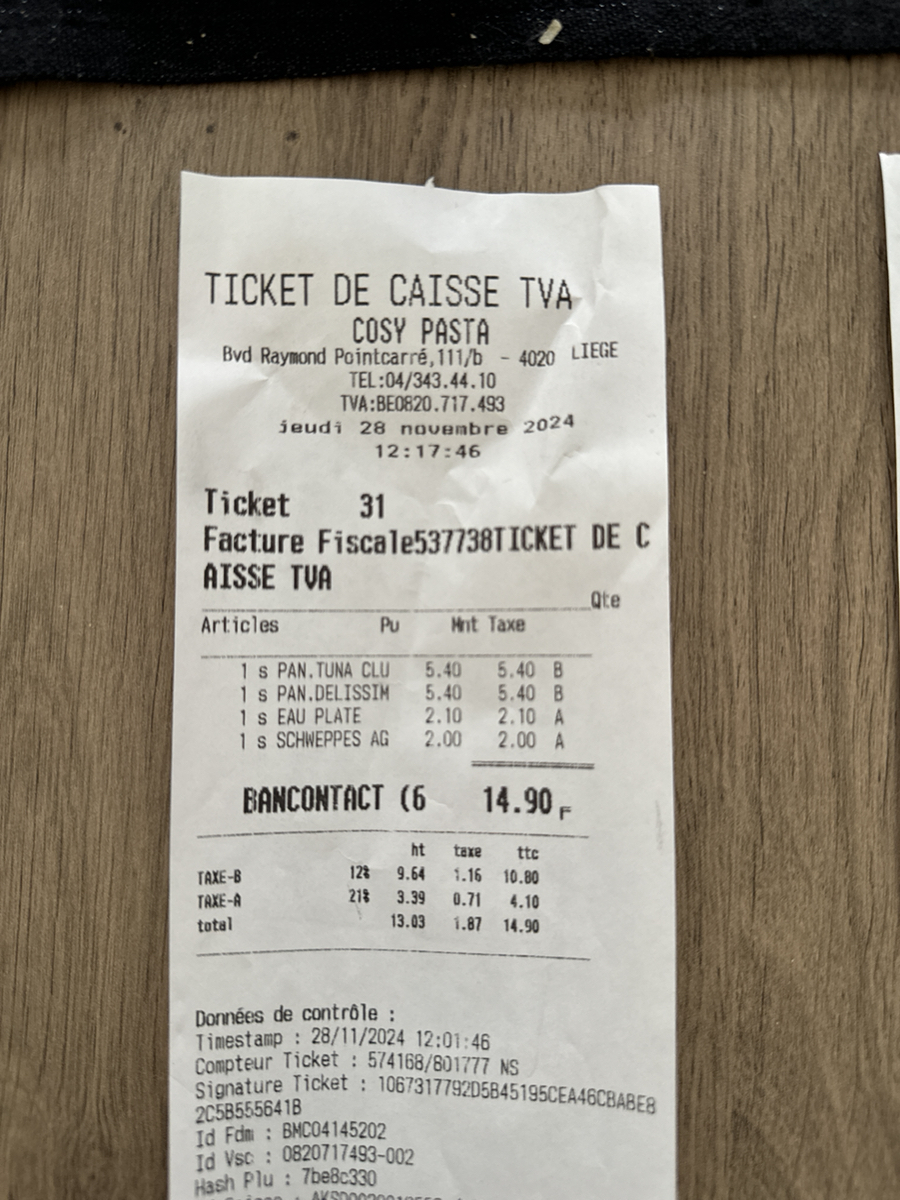 TICKET DE CAISSE TVA
COSY PASTA
Bvd Raymond Pointcarré,111/b - 4020 LIEGE
TEL:04/343.44.10
TVA:BE0820.717.493
jeudi 28 novembre 2024
12:17:46
Ticket 31
Facture Fiscale537738TICKET DE C
AISSE TVA
Qte
Articles Pu Mnt Taxe
1 s PAN.TUNA CLU 5.40 5.40 B
1 s PAN.DELISSIM 5.40 5.40 B
1 s EAU PLATE 2.10 2.10 A
1 s SCHWEPPES AG 2.00 2.00 A
BANCONTACT (6 14.90 F
ht taxe ttc
TAXE-B 12% 9.64 1.16 10.80
TAXE-A 21% 3.39 0.71 4.10
total 13.03 1.87 14.90
Données de contrôle :
Timestamp : 28/11/2024 12:01:46
Compteur Ticket : 574168/801777 NS
Signature Ticket : 1067317792D5B45195CEA46CBABE8
2C5B555641B
Id Fdm : BMC04145202
Id Vsc : 0820717493-002
Hash Plu : 7be8c330